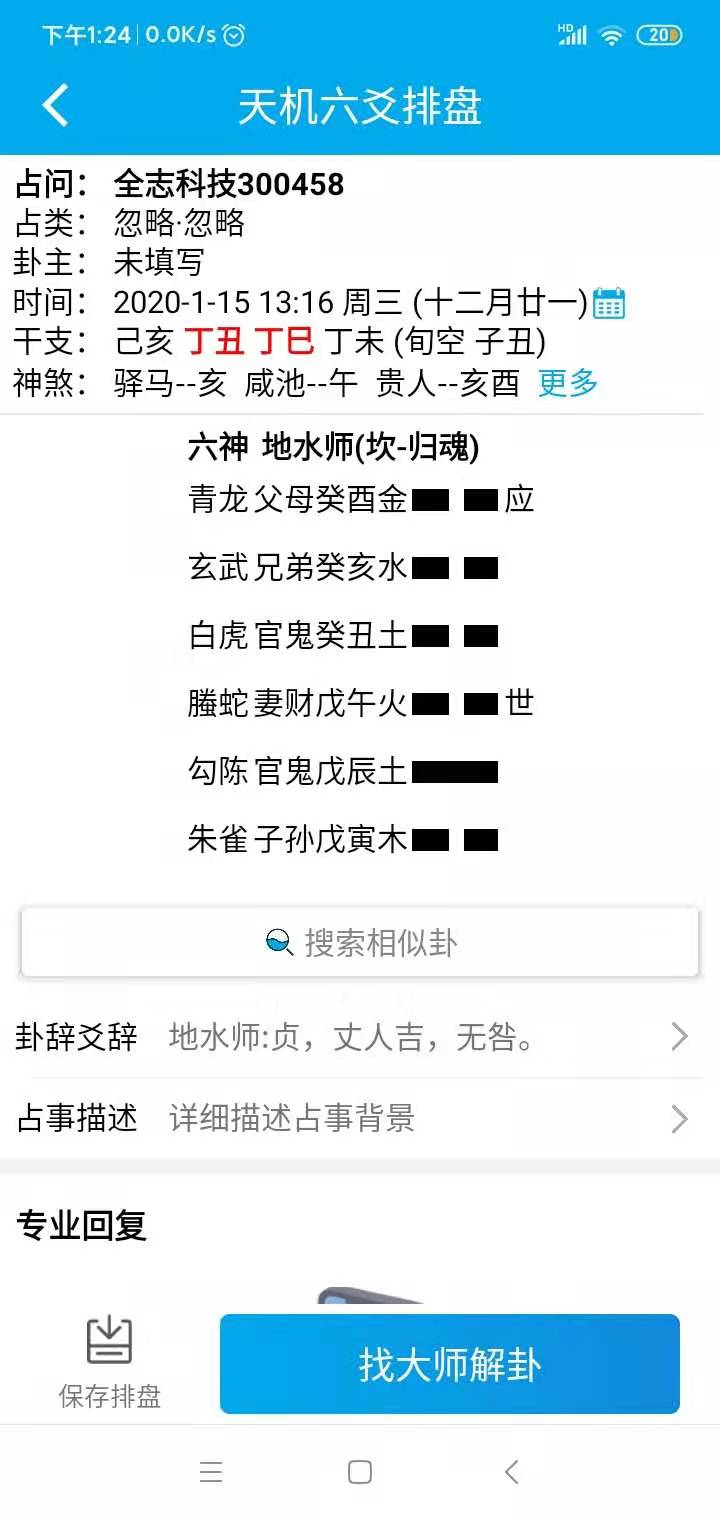 下午1:24 | 0.0K/s HD 20
天机六爻排盘
占问： 全志科技300458
占类： 忽略·忽略
卦主： 未填写
时间： 2020-1-15 13:16 周三 (十二月廿一)
干支： 己亥 丁丑 丁巳 丁未 (旬空 子丑)
神煞： 驿马--亥 咸池--午 贵人--亥酉 更多
六神 地水师(坎-归魂)
青龙 父母癸酉金 应
玄武 兄弟癸亥水
白虎 官鬼癸丑土
螣蛇 妻财戊午火 世
勾陈 官鬼戊辰土
朱雀 子孙戊寅木
搜索相似卦
卦辞爻辞 地水师:贞，丈人吉，无咎。
占事描述 详细描述占事背景
专业回复
保存排盘
找大师解卦